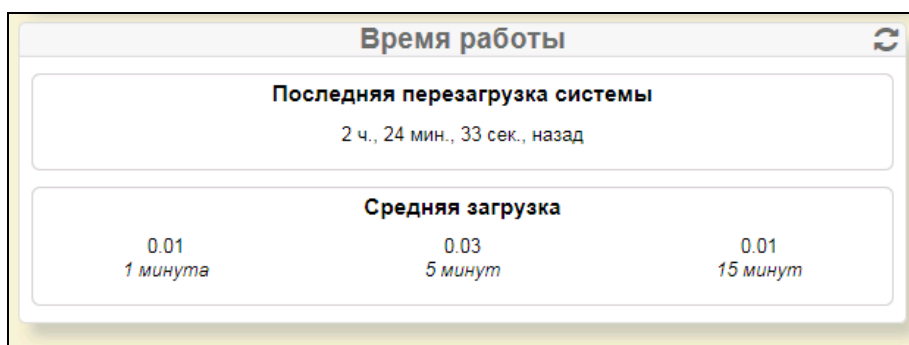 Время работы
Последняя перезагрузка системы
2 ч., 24 мин., 33 сек., назад
Средняя загрузка
0.01 0.03 0.01
1 минута 5 минут 15 минут